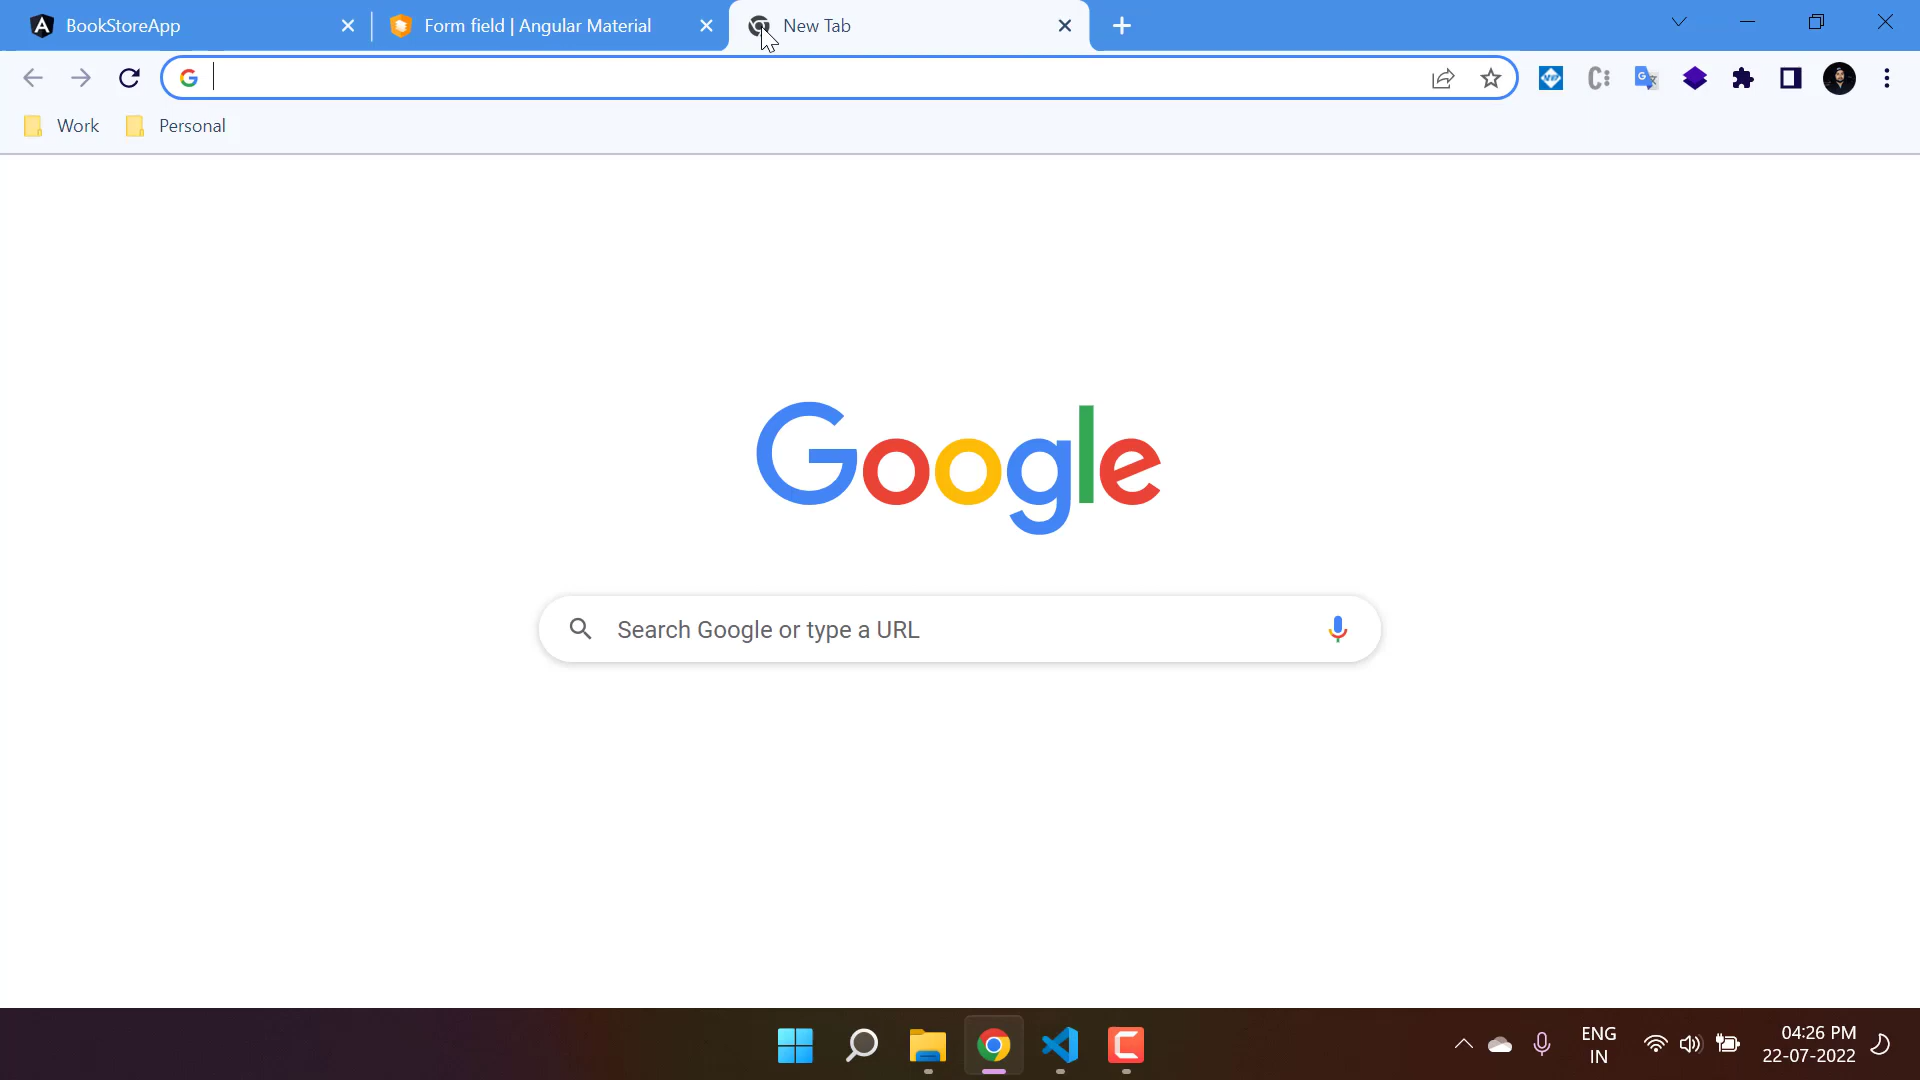 BookStoreApp
Form field | Angular Material
New Tab
Work
Personal
Google
Search Google or type a URL
ENG
IN
04:26 PM
22-07-2022